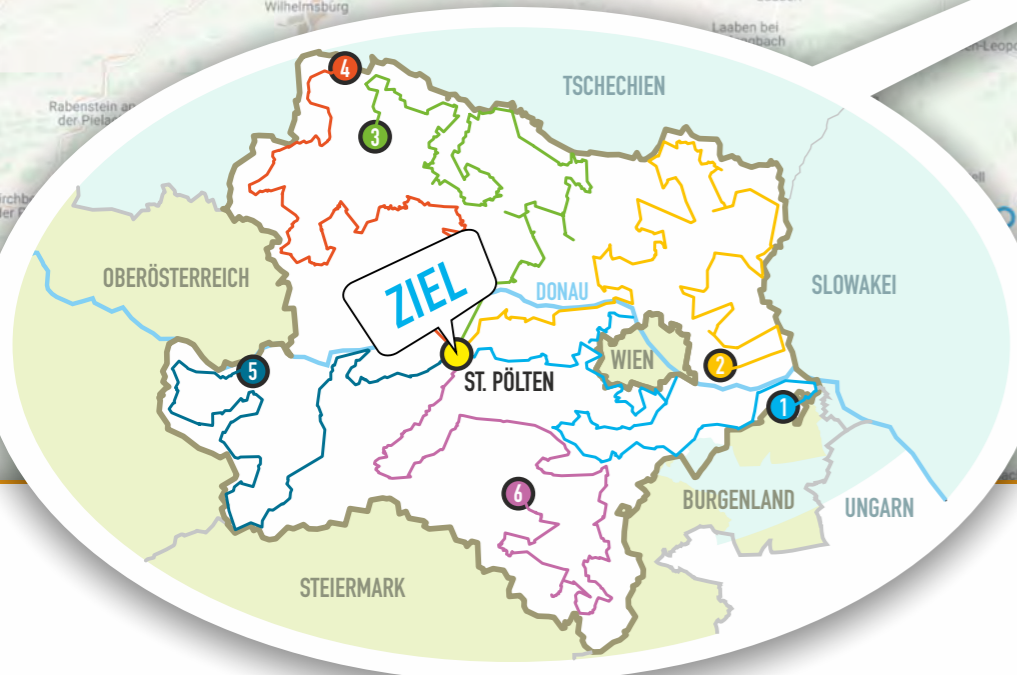 Wilhelmsburg
Laaben bei
Rabenstein an
der Pielach
TSCHECHIEN
4
3
OBERÖSTERREICH
ZIEL
DONAU
SLOWAKEI
WIEN
2
5
ST. PÖLTEN
1
6
BURGENLAND
UNGARN
STEIERMARK